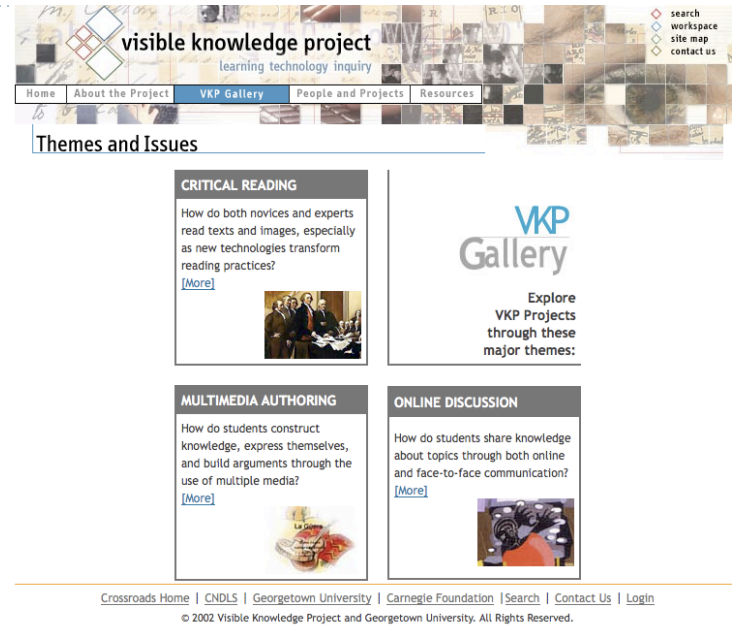 search
workspace
site map
contact us
visible knowledge project
learning technology inquiry
Home
About the Project
VKP Gallery
People and Projects
Resources
Themes and Issues
CRITICAL READING
How do both novices and experts
read texts and images, especially
as new technologies transform
reading practices?
[More]
VKP
Gallery
Explore
VKP Projects
through these
major themes:
MULTIMEDIA AUTHORING
How do students construct
knowledge, express themselves,
and build arguments through the
use of multiple media?
[More]
ONLINE DISCUSSION
How do students share knowledge
about topics through both online
and face-to-face communication?
[More]
Crossroads Home | CNDLS | Georgetown University | Carnegie Foundation |Search | Contact Us | Login
© 2002 Visible Knowledge Project and Georgetown University. All Rights Reserved.